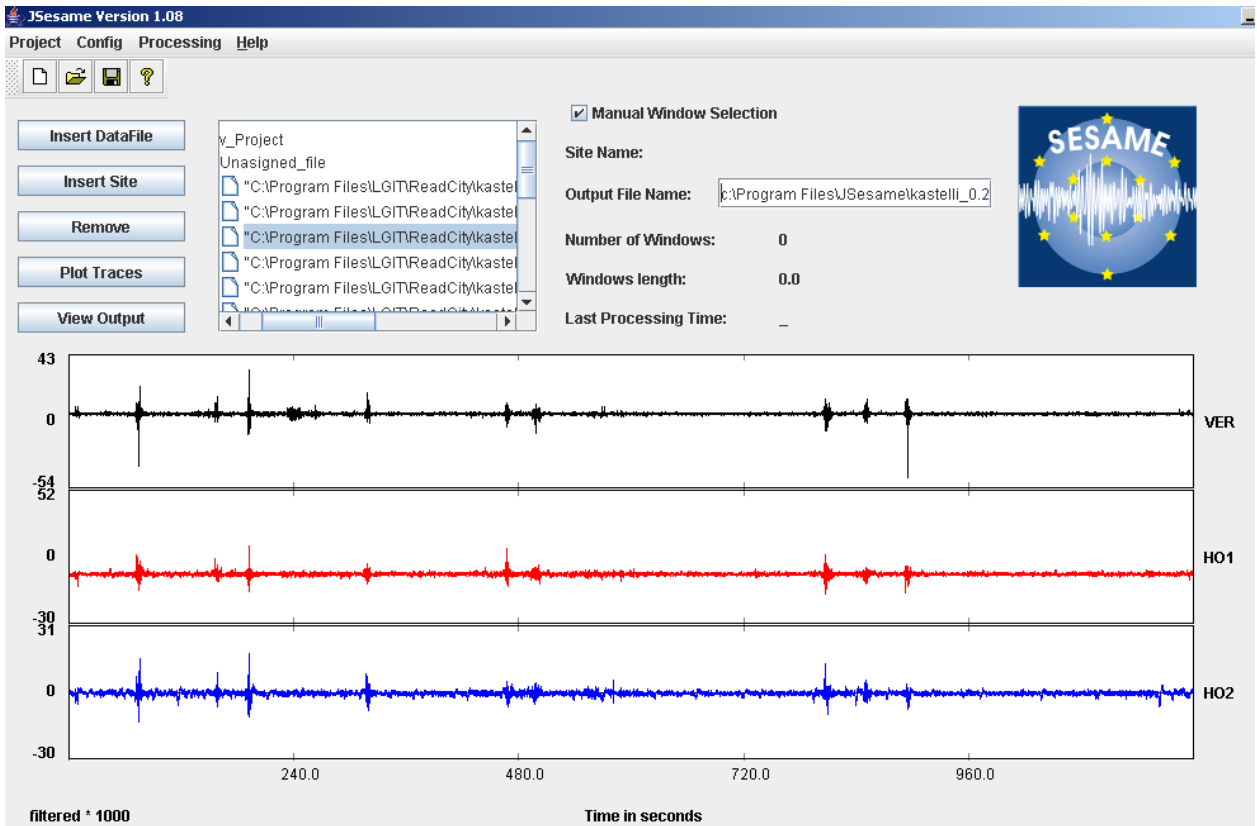 JSesame Version 1.08
Project Config Processing Help
Insert DataFile
Insert Site
Remove
Plot Traces
View Output
v_Project
Unasigned_file
"C:\Program Files\LGIT\ReadCity\kastel
"C:\Program Files\LGIT\ReadCity\kastel
"C:\Program Files\LGIT\ReadCity\kastel
"C:\Program Files\LGIT\ReadCity\kastel
"C:\Program Files\LGIT\ReadCity\kastel
Manual Window Selection
Site Name:
Output File Name: c:\Program Files\JSesame\kastelli_0.2
Number of Windows: 0
Windows length: 0.0
Last Processing Time: _
SESAME
43
0
-54
VER
52
0
-30
HO1
31
0
-30
HO2
240.0 480.0 720.0 960.0
filtered * 1000 Time in seconds